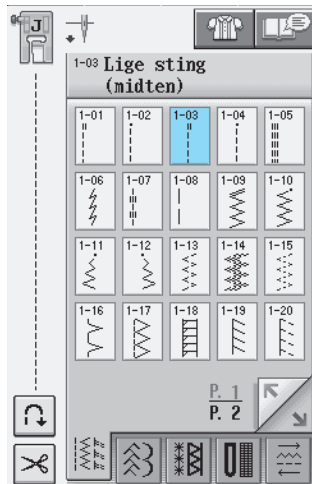 J
1-03 Lige sting
(midten)
1-01 1-02 1-03 1-04 1-05
1-06 1-07 1-08 1-09 1-10
1-11 1-12 1-13 1-14 1-15
1-16 1-17 1-18 1-19 1-20
P. 1
P. 2